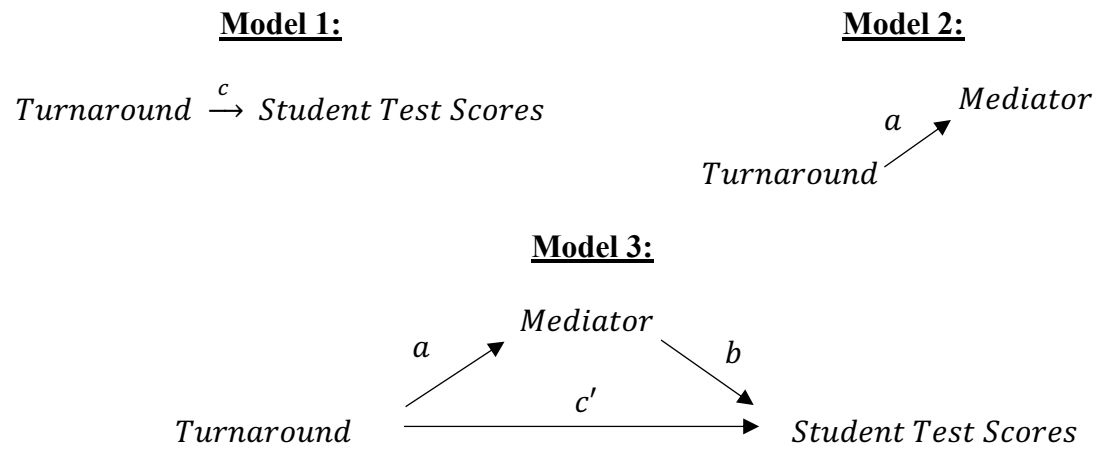 Model 1:
Model 2:
Turnaround c→ Student Test Scores
Mediator
a
Turnaround
Model 3:
Mediator
a
b
c′
Turnaround
Student Test Scores